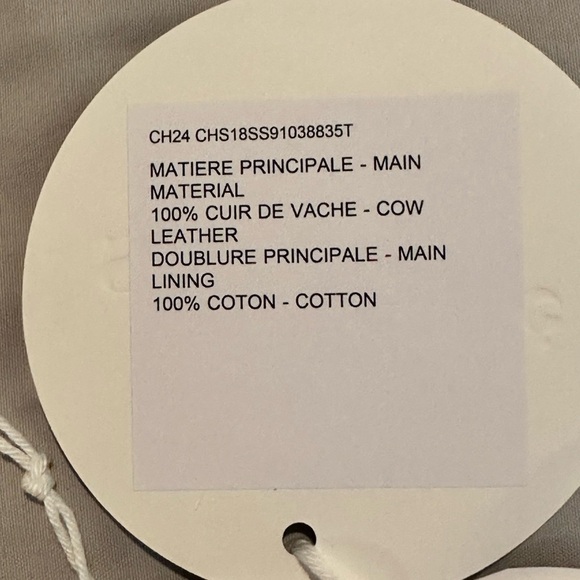 CH24 CHS18SS91038835T
MATIERE PRINCIPALE - MAIN
MATERIAL
100% CUIR DE VACHE - COW
LEATHER
DOUBLURE PRINCIPALE - MAIN
LINING
100% COTON - COTTON